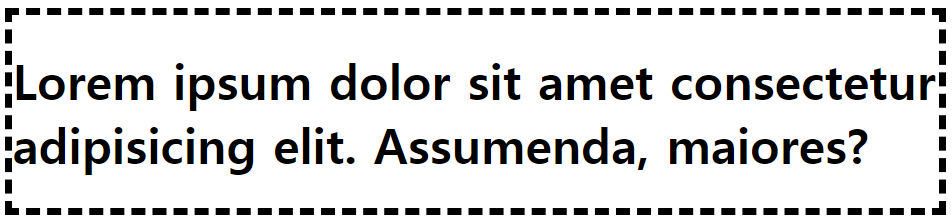 Lorem ipsum dolor sit amet consectetur
adipisicing elit. Assumenda, maiores?